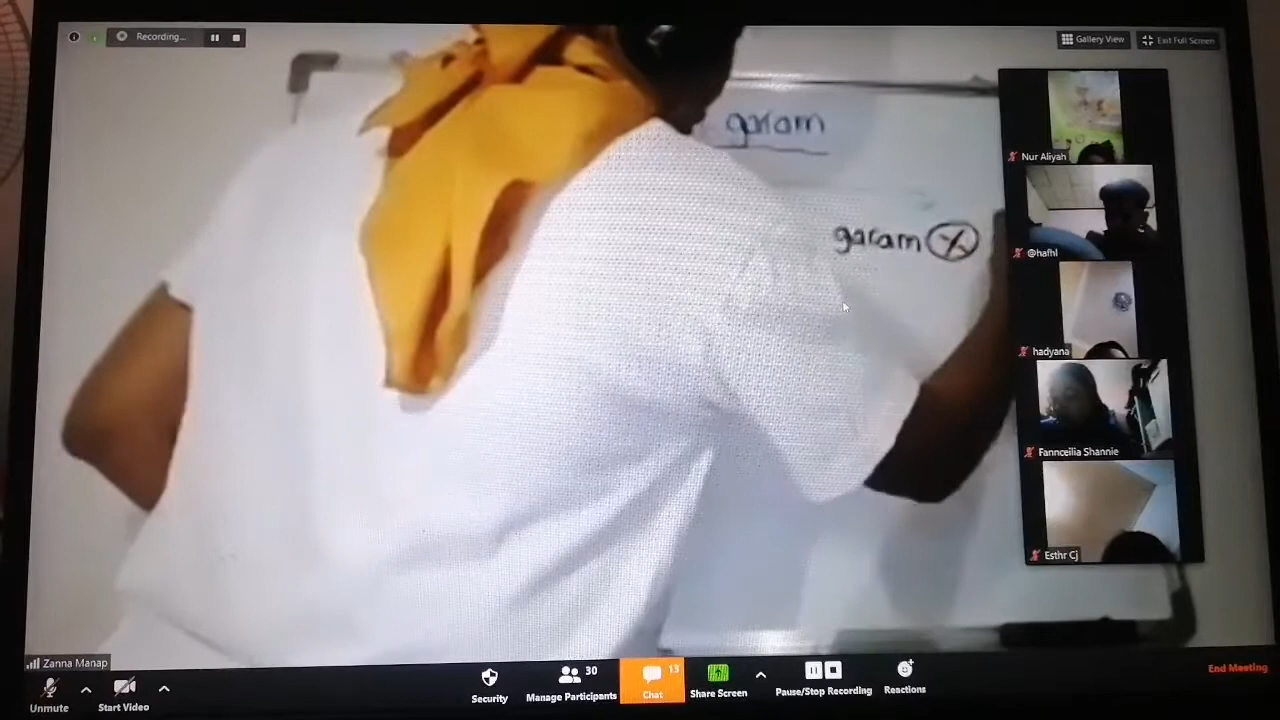 Recording...
Gallery View
Exit Full Screen
garam
garam X
Nur Aliyah
@hafhl
hadyana
Fannceilia Shannie
Esthr Cj
Zanna Manap
Unmute
Start Video
Security
30
Manage Participants
13
Chat
Share Screen
Pause/Stop Recording
Reactions
End Meeting